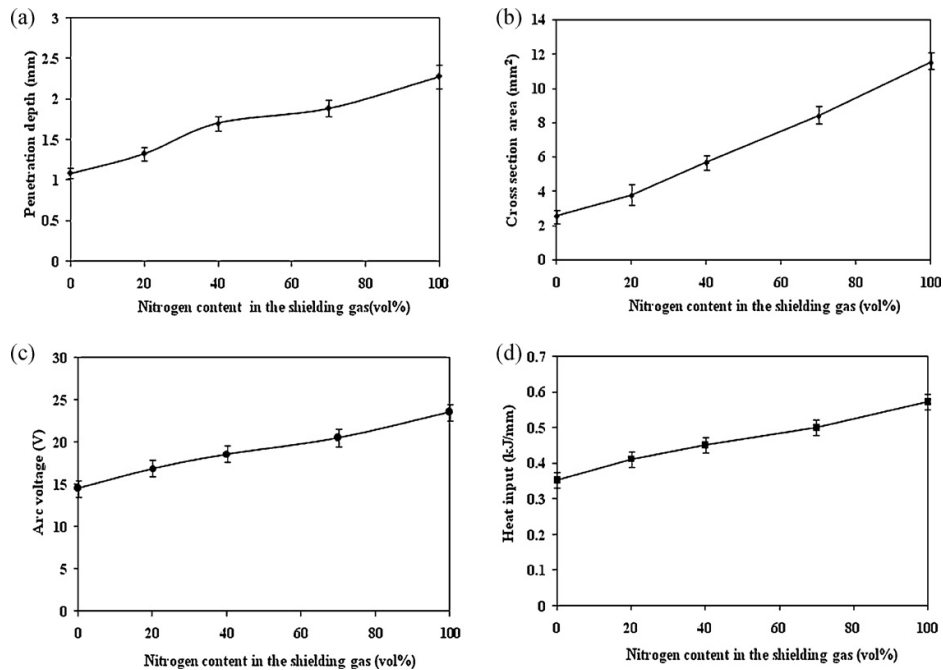 (a)
3
2.5
2
1.5
1
0.5
0
Penetration depth (mm)
0 20 40 60 80 100
Nitrogen content in the shielding gas(vol%)
(b)
14
12
10
8
6
4
2
0
Cross section area (mm²)
0 20 40 60 80 100
Nitrogen content in the shielding gas (vol%)
(c)
30
25
20
15
10
5
0
Arc voltage (V)
0 20 40 60 80 100
Nitrogen content in the shielding gas (vol%)
(d)
0.7
0.6
0.5
0.4
0.3
0.2
0.1
0
Heat input (kJ/mm)
0 20 40 60 80 100
Nitrogen content in the shielding gas (vol%)